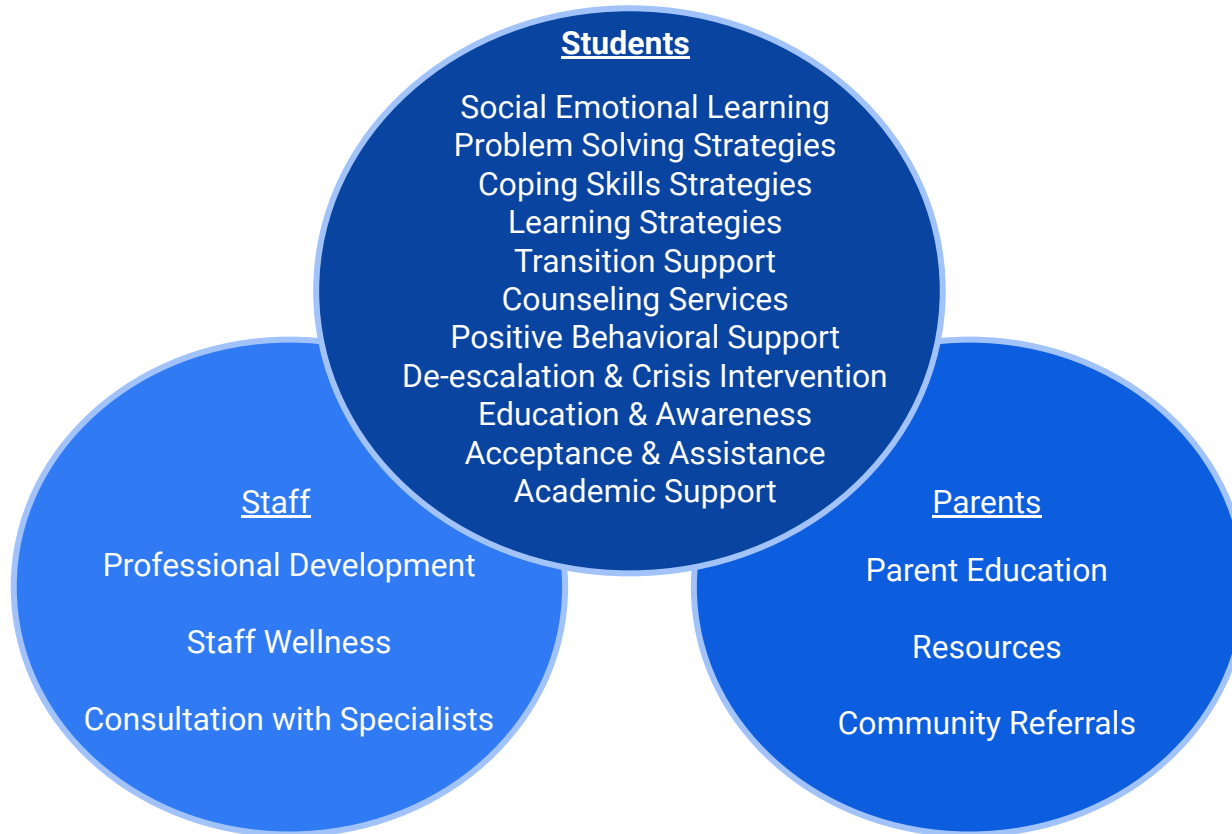 Students
Social Emotional Learning
Problem Solving Strategies
Coping Skills Strategies
Learning Strategies
Transition Support
Counseling Services
Positive Behavioral Support
De-escalation & Crisis Intervention
Education & Awareness
Acceptance & Assistance
Academic Support
Staff
Professional Development
Staff Wellness
Consultation with Specialists
Parents
Parent Education
Resources
Community Referrals